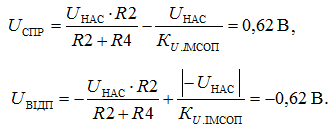 U_СПР = U_НАС · R2 / (R2 + R4) − U_НАС / K_U.ІМСОП = 0,62 В,
U_ВІДП = − U_НАС · R2 / (R2 + R4) + |−U_НАС| / K_U.ІМСОП = −0,62 В.